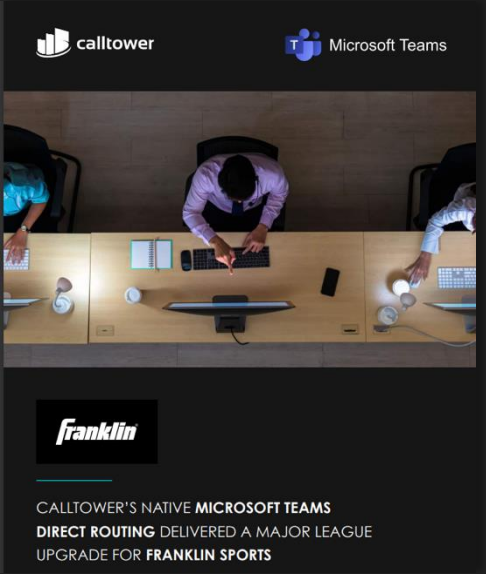 calltower
T Microsoft Teams
franklin
CALLTOWER'S NATIVE MICROSOFT TEAMS
DIRECT ROUTING DELIVERED A MAJOR LEAGUE
UPGRADE FOR FRANKLIN SPORTS